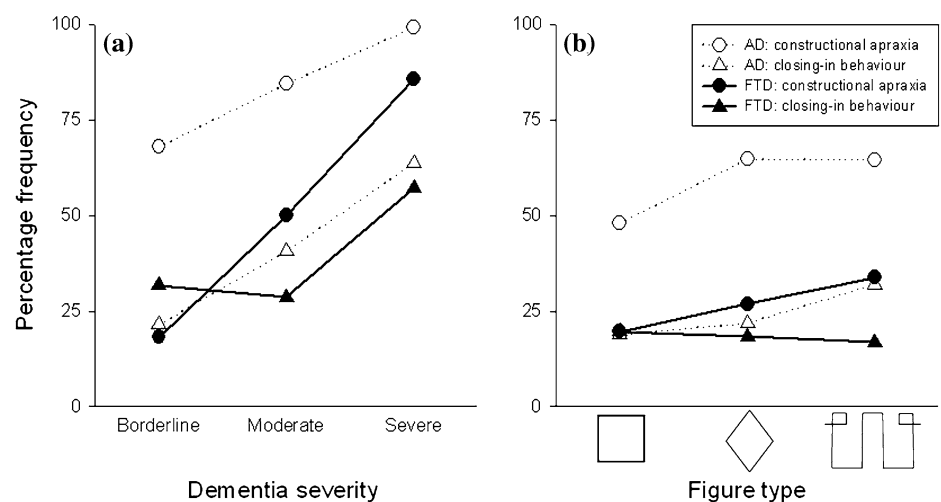 Percentage frequency
(a)
100
75
50
25
0
Borderline Moderate Severe
Dementia severity
(b)
100
75
50
25
0
AD: constructional apraxia
AD: closing-in behaviour
FTD: constructional apraxia
FTD: closing-in behaviour
Figure type